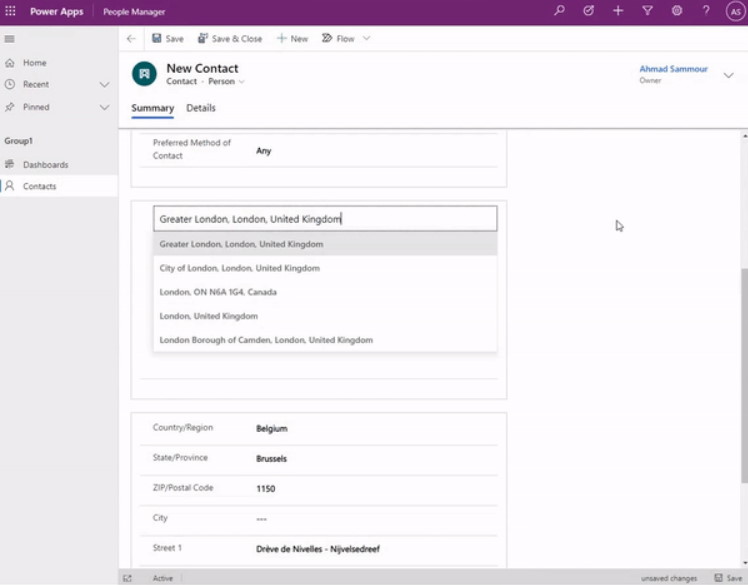 Power Apps People Manager ? AS
Save Save & Close New Flow
Home
Recent
Pinned
New Contact
Contact · Person
Ahmad Sammour
Owner
Summary Details
Group1
Dashboards
Contacts
Preferred Method of
Contact
Any
Greater London, London, United Kingdom
Greater London, London, United Kingdom
City of London, London, United Kingdom
London, ON N6A 1G4, Canada
London, United Kingdom
London Borough of Camden, London, United Kingdom
Country/Region Belgium
State/Province Brussels
ZIP/Postal Code 1150
City ---
Street 1 Drève de Nivelles - Nijvelsedreef
Active unsaved changes Save